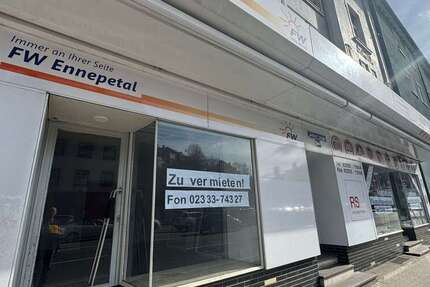 Immer an Ihrer Seite
FW Ennepetal
FW
Zu vermieten!
Fon 02333-74327
FW
RS